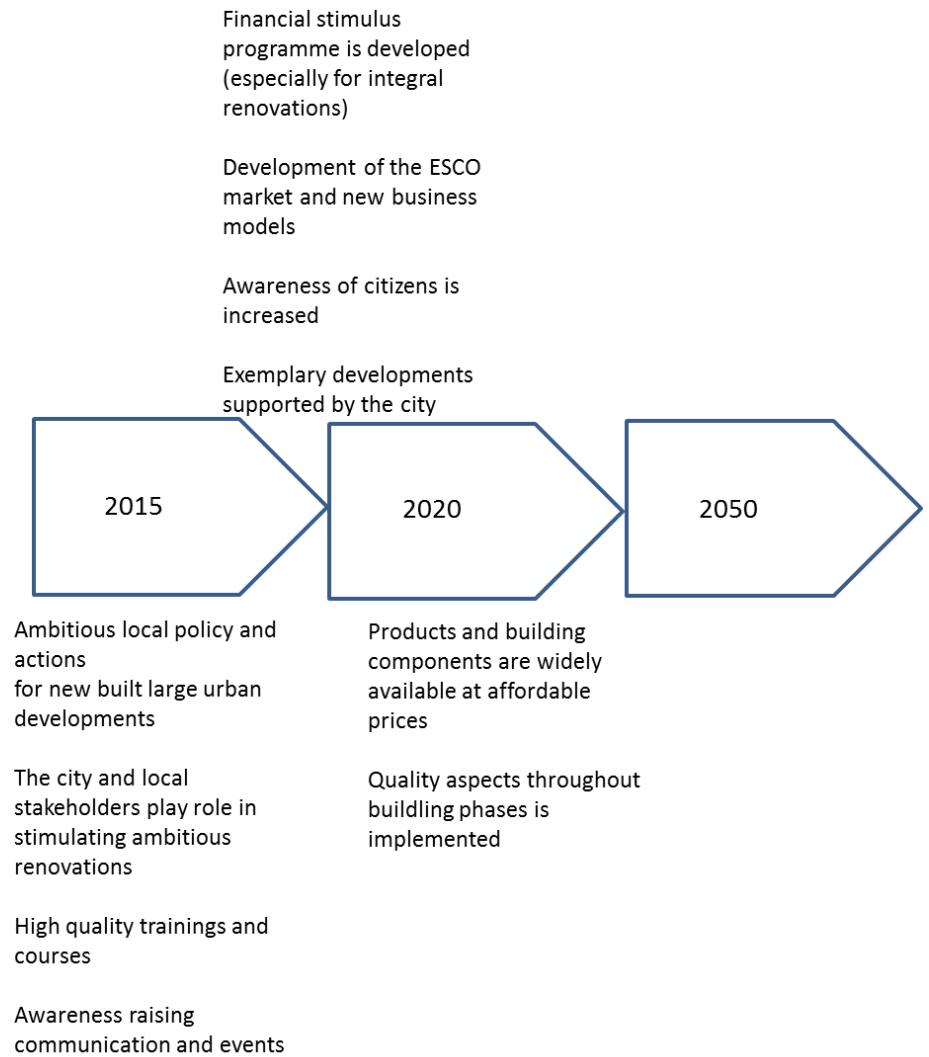 Financial stimulus
programme is developed
(especially for integral
renovations)
Development of the ESCO
market and new business
models
Awareness of citizens is
increased
Exemplary developments
supported by the city
2015
2020
2050
Ambitious local policy and
actions
for new built large urban
developments
The city and local
stakeholders play role in
stimulating ambitious
renovations
High quality trainings and
courses
Awareness raising
communication and events
Products and building
components are widely
available at affordable
prices
Quality aspects throughout
buildling phases is
implemented